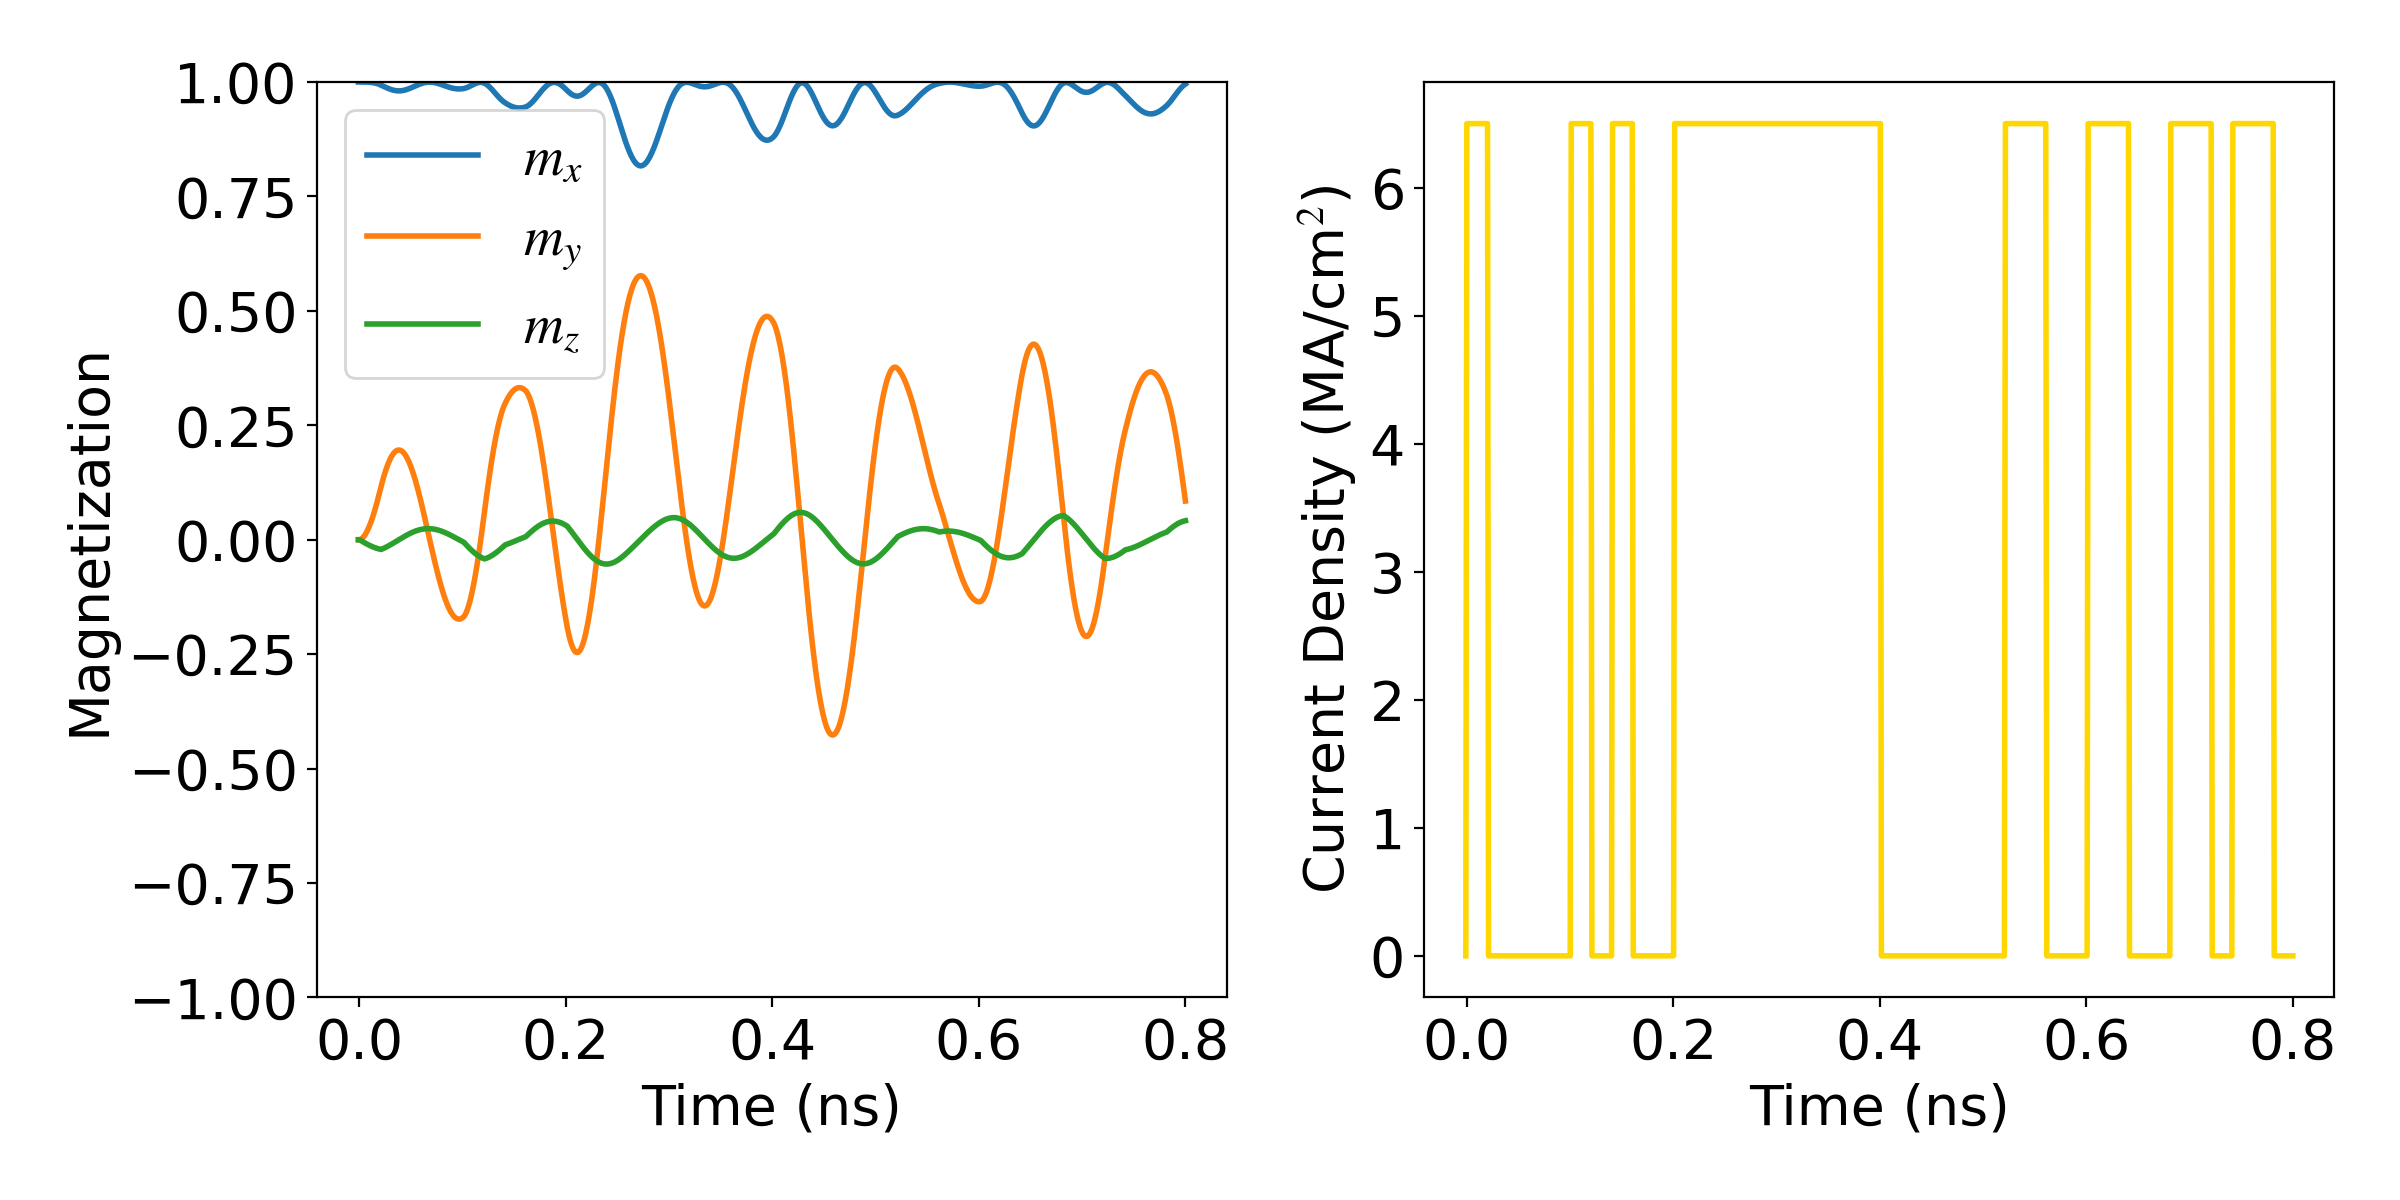 1.00
0.75
0.50
0.25
0.00
−0.25
−0.50
−0.75
−1.00
Magnetization
m_x
m_y
m_z
0.0 0.2 0.4 0.6 0.8
Time (ns)
6
5
4
3
2
1
0
Current Density (MA/cm²)
0.0 0.2 0.4 0.6 0.8
Time (ns)